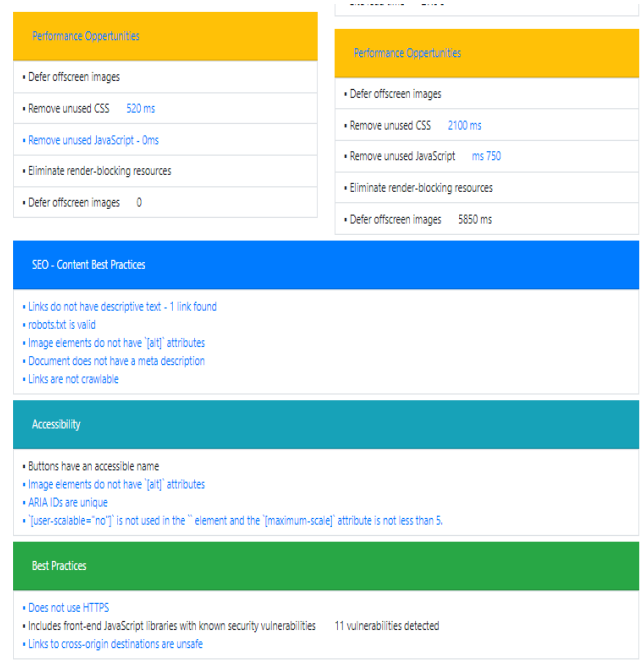 Performance Opportunities
▪ Defer offscreen images
▪ Remove unused CSS 520 ms
▪ Remove unused JavaScript - 0ms
▪ Eliminate render-blocking resources
▪ Defer offscreen images 0
Performance Opportunities
▪ Defer offscreen images
▪ Remove unused CSS 2100 ms
▪ Remove unused JavaScript ms 750
▪ Eliminate render-blocking resources
▪ Defer offscreen images 5850 ms
SEO - Content Best Practices
▪ Links do not have descriptive text - 1 link found
▪ robots.txt is valid
▪ Image elements do not have `[alt]` attributes
▪ Document does not have a meta description
▪ Links are not crawlable
Accessibility
▪ Buttons have an accessible name
▪ Image elements do not have `[alt]` attributes
▪ ARIA IDs are unique
▪ `[user-scalable="no"]` is not used in the `` element and the `[maximum-scale]` attribute is not less than 5.
Best Practices
▪ Does not use HTTPS
▪ Includes front-end JavaScript libraries with known security vulnerabilities 11 vulnerabilities detected
▪ Links to cross-origin destinations are unsafe